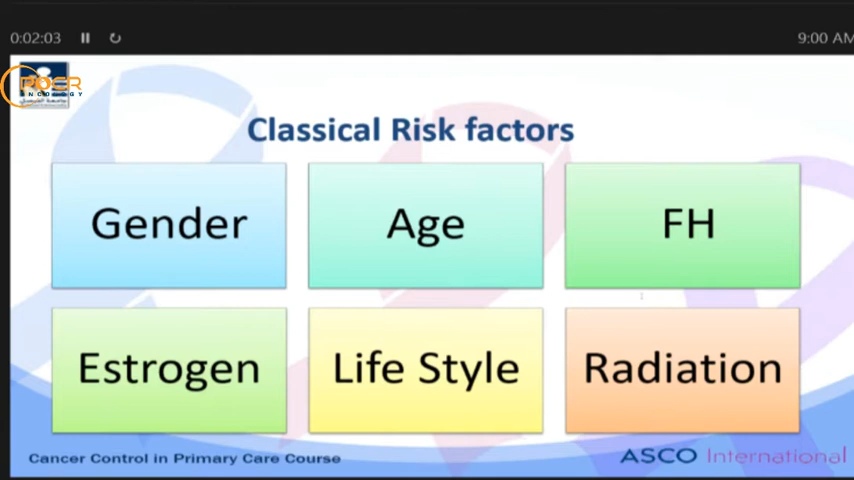 0:02:03
9:00 AM
ONCOLOGY
Classical Risk factors
Gender
Age
FH
Estrogen
Life Style
Radiation
Cancer Control in Primary Care Course
ASCO International